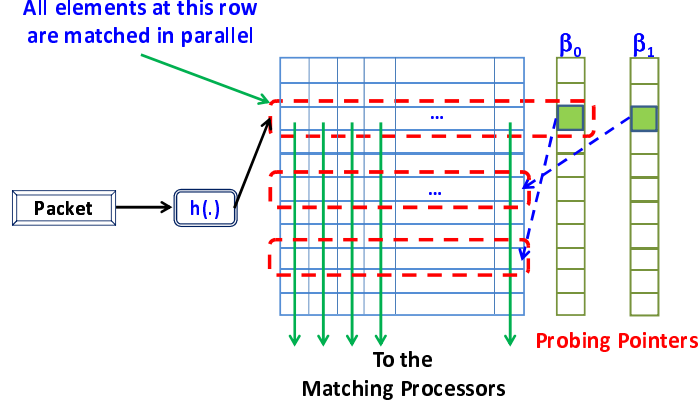 All elements at this row
are matched in parallel
β0
β1
...
Packet
h(.)
...
Probing Pointers
To the
Matching Processors